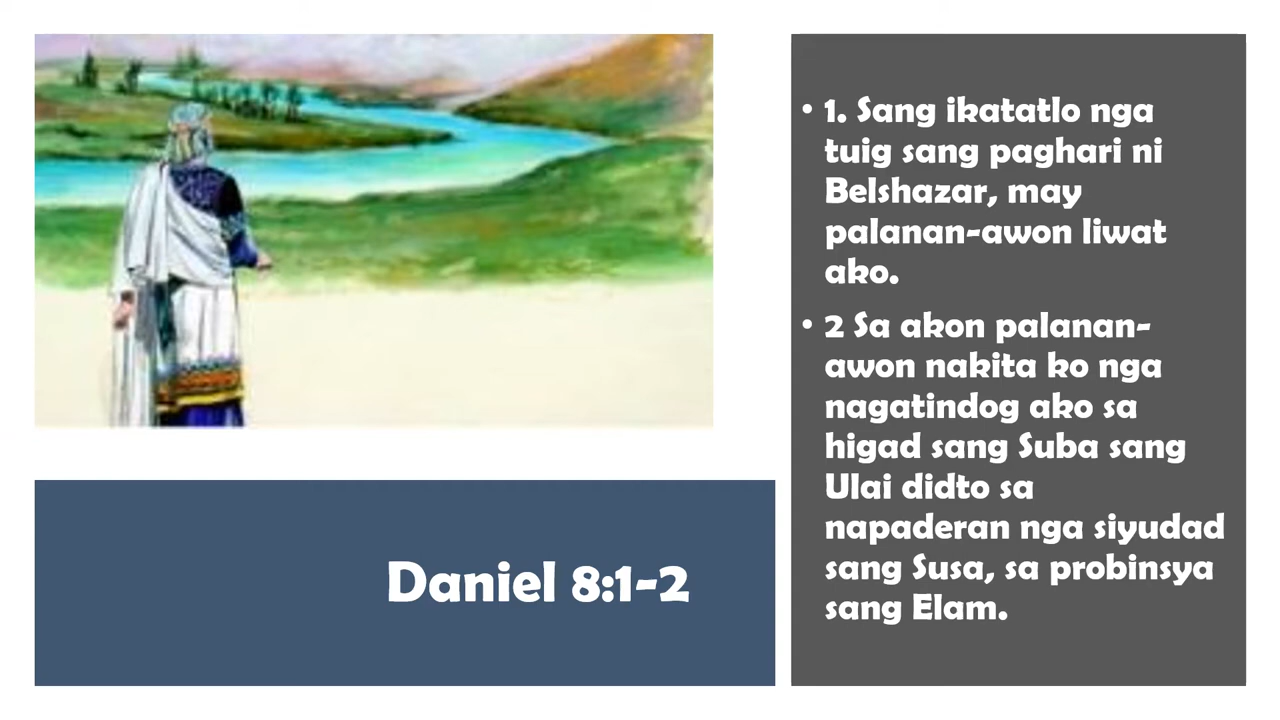 • 1. Sang ikatatlo nga
tuig sang paghari ni
Belshazar, may
palanan-awon liwat
ako.
• 2 Sa akon palanan-
awon nakita ko nga
nagatindog ako sa
higad sang Suba sang
Ulai didto sa
napaderan nga siyudad
sang Susa, sa probinsya
sang Elam.
Daniel 8:1-2